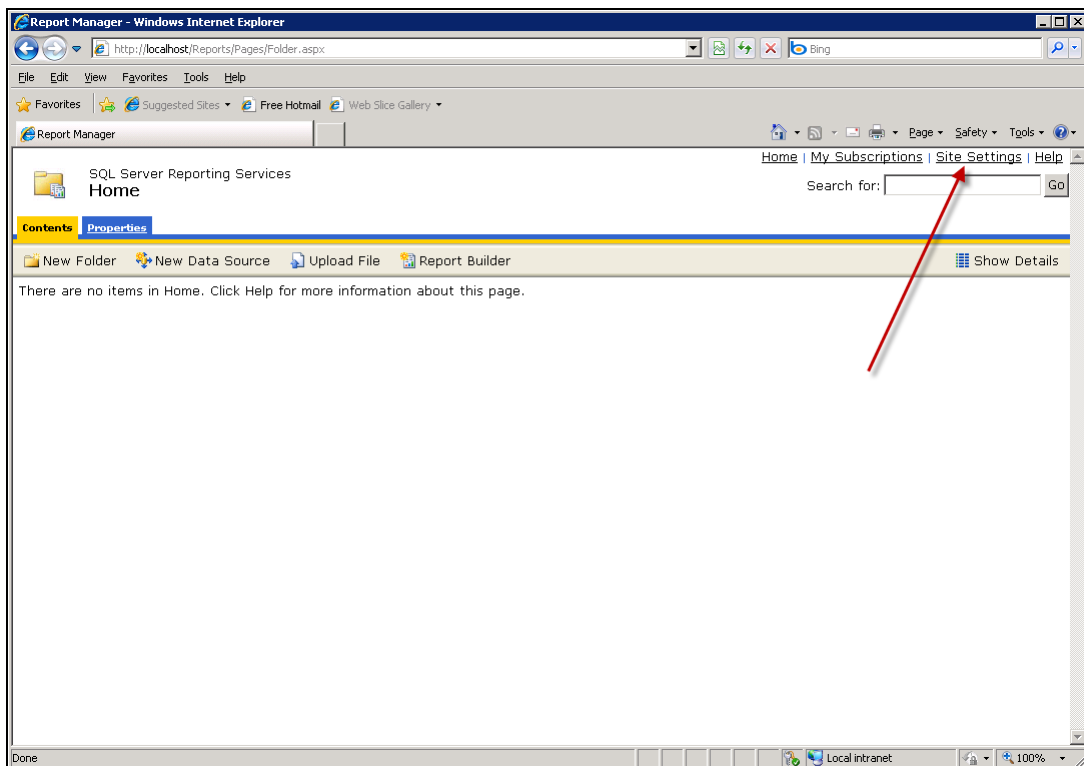 Report Manager - Windows Internet Explorer
http://localhost/Reports/Pages/Folder.aspx
Bing
File Edit View Favorites Tools Help
Favorites Suggested Sites Free Hotmail Web Slice Gallery
Report Manager
Page Safety Tools
Home | My Subscriptions | Site Settings | Help
SQL Server Reporting Services
Home
Search for: Go
Contents Properties
New Folder New Data Source Upload File Report Builder Show Details
There are no items in Home. Click Help for more information about this page.
Done Local intranet 100%